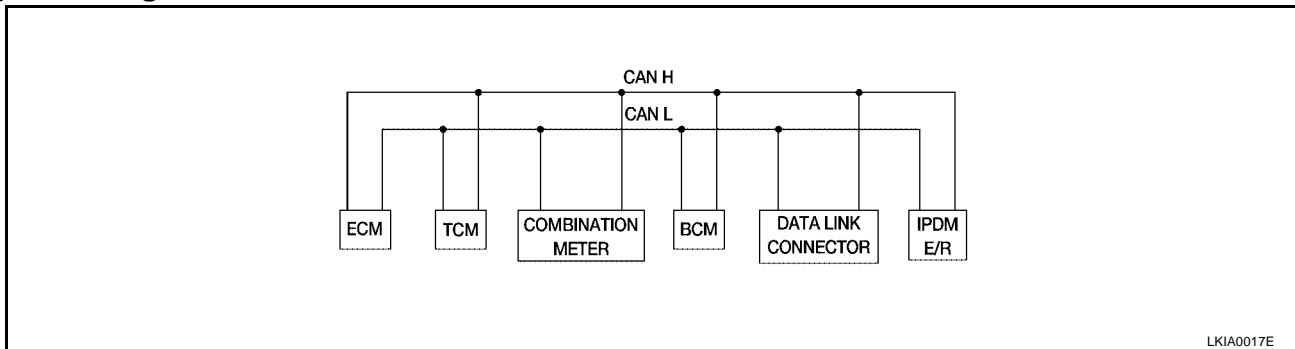 CAN H
CAN L
ECM
TCM
COMBINATION
METER
BCM
DATA LINK
CONNECTOR
IPDM
E/R
LKIA0017E